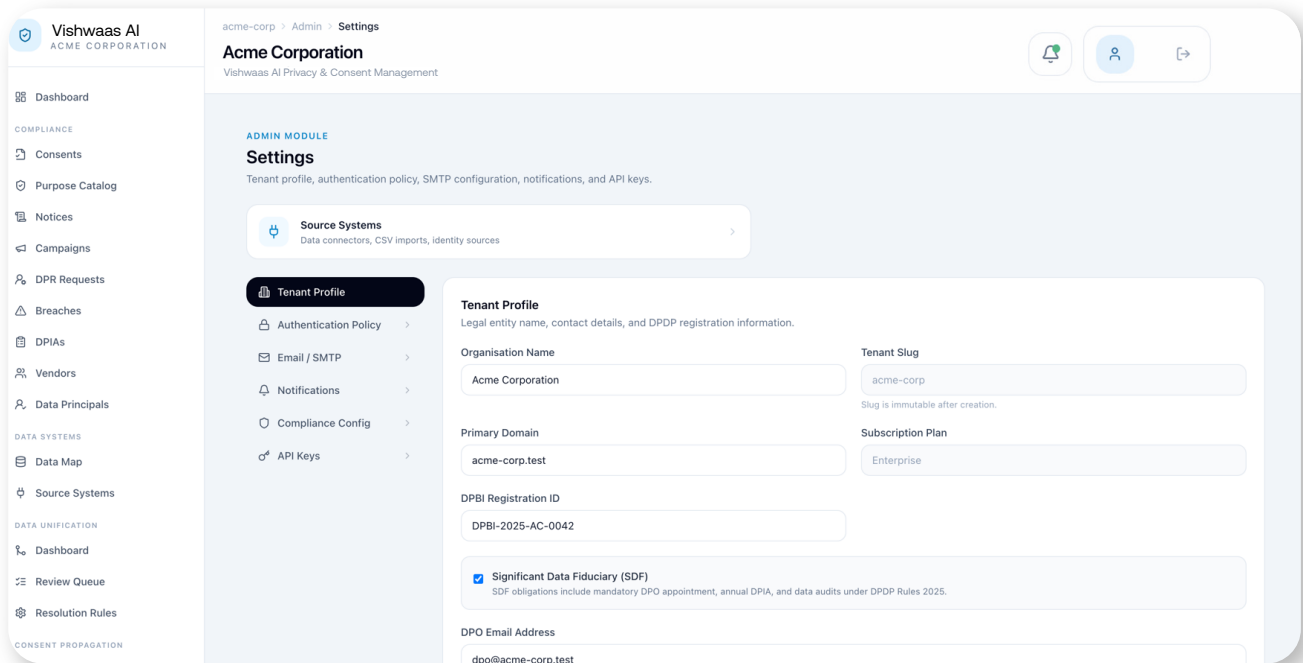 Vishwaas AI
ACME CORPORATION
Dashboard
COMPLIANCE
Consents
Purpose Catalog
Notices
Campaigns
DPR Requests
Breaches
DPIAs
Vendors
Data Principals
DATA SYSTEMS
Data Map
Source Systems
DATA UNIFICATION
Dashboard
Review Queue
Resolution Rules
CONSENT PROPAGATION
acme-corp > Admin > Settings
Acme Corporation
Vishwaas AI Privacy & Consent Management
ADMIN MODULE
Settings
Tenant profile, authentication policy, SMTP configuration, notifications, and API keys.
Source Systems
Data connectors, CSV imports, identity sources
Tenant Profile
Authentication Policy
Email / SMTP
Notifications
Compliance Config
API Keys
Tenant Profile
Legal entity name, contact details, and DPDP registration information.
Organisation Name
Acme Corporation
Tenant Slug
acme-corp
Slug is immutable after creation.
Primary Domain
acme-corp.test
Subscription Plan
Enterprise
DPBI Registration ID
DPBI-2025-AC-0042
Significant Data Fiduciary (SDF)
SDF obligations include mandatory DPO appointment, annual DPIA, and data audits under DPDP Rules 2025.
DPO Email Address
dpo@acme-corp.test